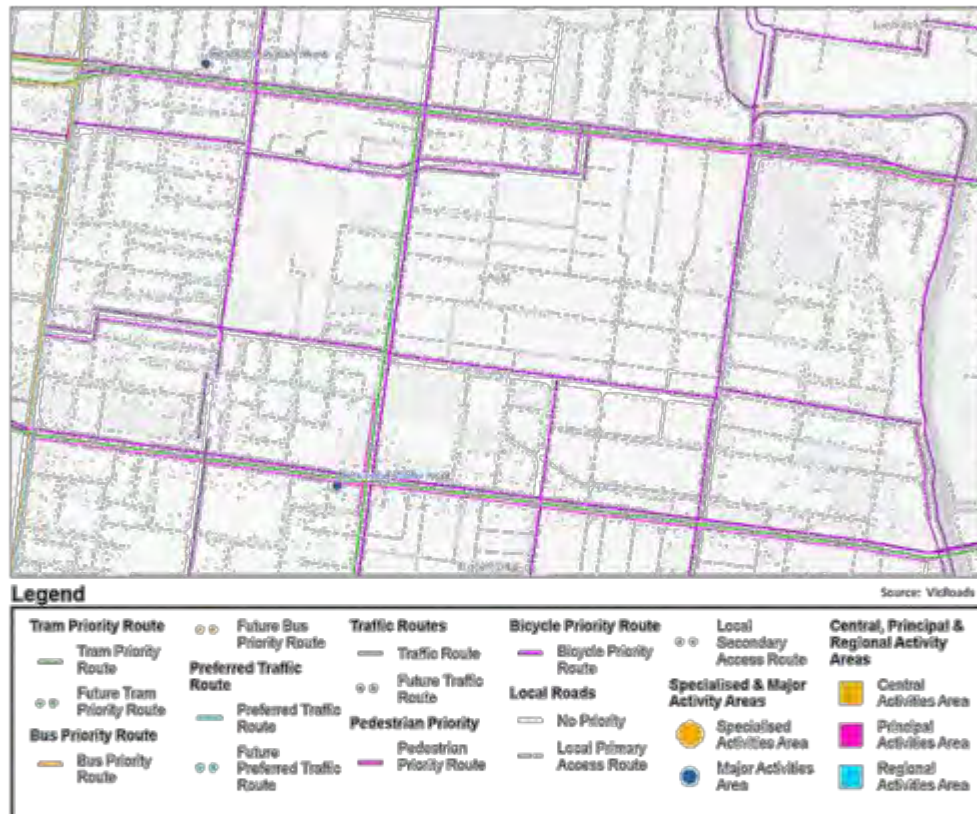 Legend
Source: VicRoads
Tram Priority Route
Tram Priority
Route
Future Tram
Priority Route
Bus Priority Route
Bus Priority
Route
Future Bus
Priority Route
Preferred Traffic
Route
Preferred Traffic
Route
Future
Preferred Traffic
Route
Traffic Routes
Traffic Route
Future Traffic
Route
Pedestrian Priority
Pedestrian
Priority Route
Bicycle Priority Route
Bicycle Priority
Route
Local Roads
No Priority
Local Primary
Access Route
Local
Secondary
Access Route
Specialised & Major
Activity Areas
Specialised
Activities Area
Major Activities
Area
Central, Principal &
Regional Activity
Areas
Central
Activities Area
Principal
Activities Area
Regional
Activities Area